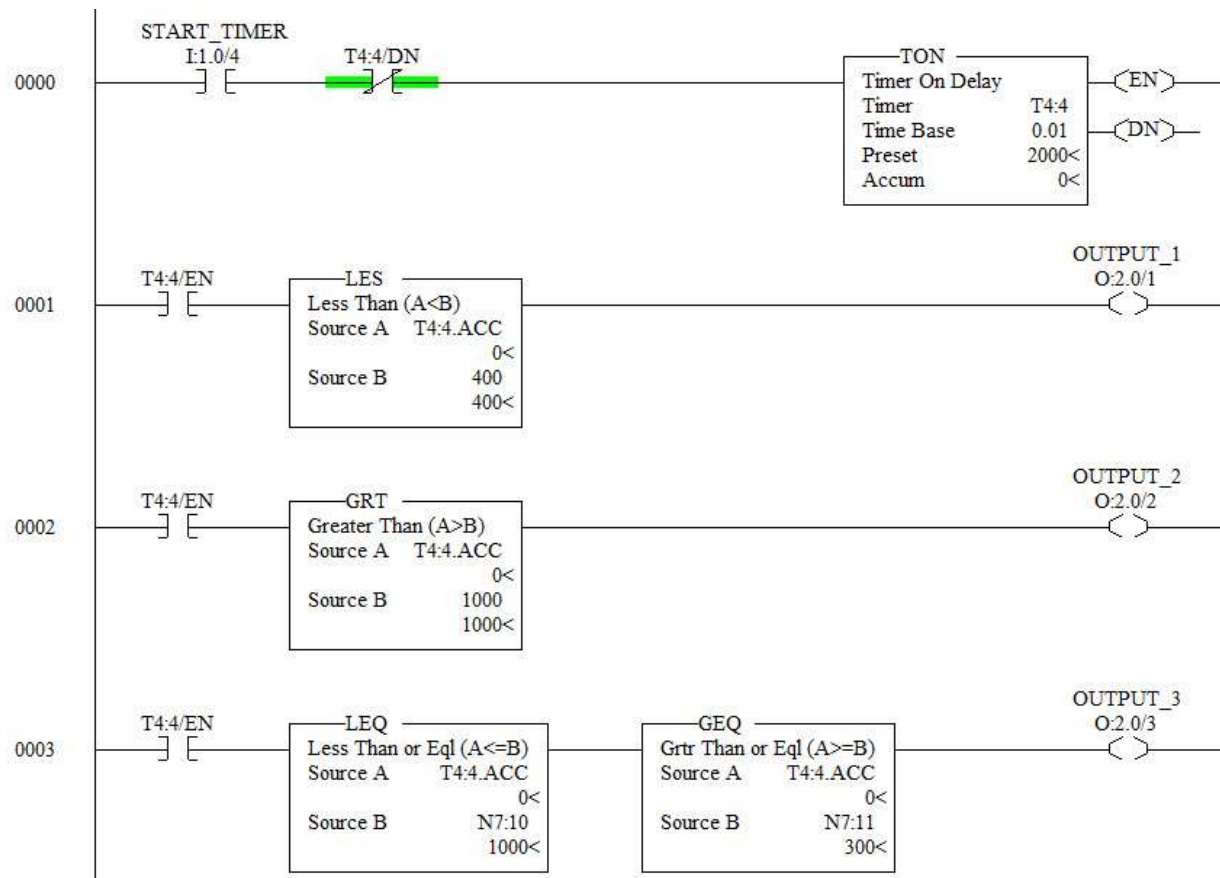 START_TIMER
I:1.0/4 T4:4/DN
0000
TON
Timer On Delay
Timer T4:4
Time Base 0.01
Preset 2000<
Accum 0<
EN
DN
0001
T4:4/EN
LES
Less Than (A<B)
Source A T4:4.ACC
0<
Source B 400
400<
OUTPUT_1
O:2.0/1
0002
T4:4/EN
GRT
Greater Than (A>B)
Source A T4:4.ACC
0<
Source B 1000
1000<
OUTPUT_2
O:2.0/2
0003
T4:4/EN
LEQ
Less Than or Eql (A<=B)
Source A T4:4.ACC
0<
Source B N7:10
1000<
GEQ
Grtr Than or Eql (A>=B)
Source A T4:4.ACC
0<
Source B N7:11
300<
OUTPUT_3
O:2.0/3